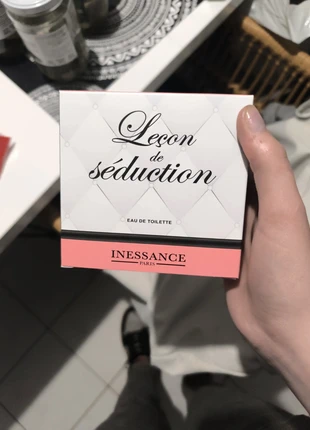 Leçon
de
séduction
EAU DE TOILETTE
INESSANCE
PARIS